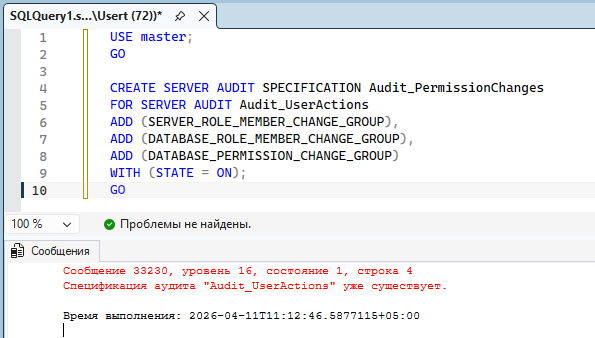 SQLQuery1.s...\Usert (72))*
1 USE master;
2 GO
3
4 CREATE SERVER AUDIT SPECIFICATION Audit_PermissionChanges
5 FOR SERVER AUDIT Audit_UserActions
6 ADD (SERVER_ROLE_MEMBER_CHANGE_GROUP),
7 ADD (DATABASE_ROLE_MEMBER_CHANGE_GROUP),
8 ADD (DATABASE_PERMISSION_CHANGE_GROUP)
9 WITH (STATE = ON);
10 GO
100 % Проблемы не найдены.
Сообщения
Сообщение 33230, уровень 16, состояние 1, строка 4
Спецификация аудита "Audit_UserActions" уже существует.
Время выполнения: 2026-04-11T11:12:46.5877115+05:00